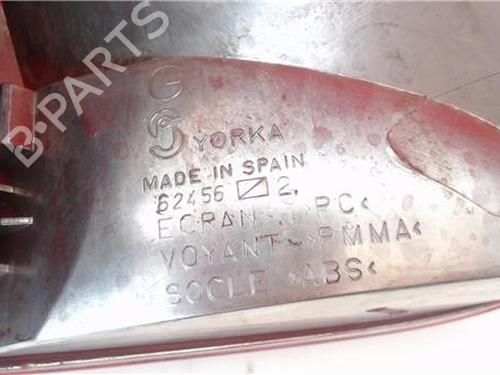 B-PARTS
G
YORKA
MADE IN SPAIN
62456 2.
ECRAN >PC<
VOYANT >PMMA<
SOCLE >ABS<